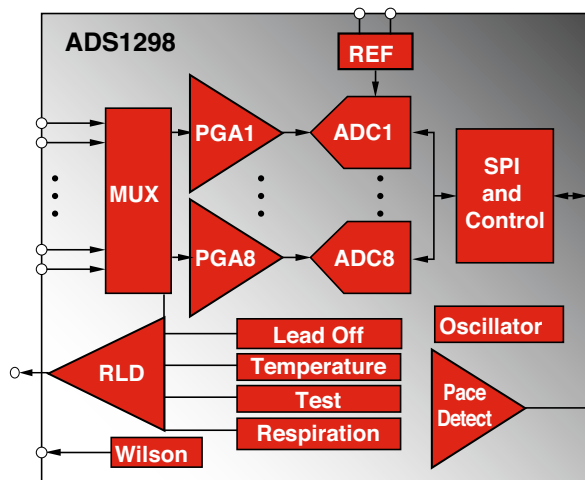 ADS1298
REF
PGA1
ADC1
MUX
SPI
and
Control
PGA8
ADC8
Lead Off
Oscillator
Temperature
RLD
Test
Pace
Detect
Respiration
Wilson